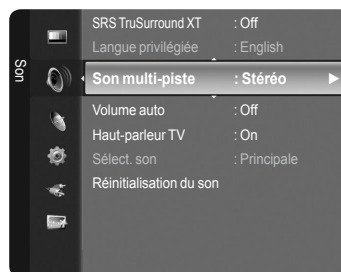 Son
SRS TruSurround XT : Off
Langue privilégiée : English
Son multi-piste : Stéréo
Volume auto : Off
Haut-parleur TV : On
Sélect. son : Principale
Réinitialisation du son